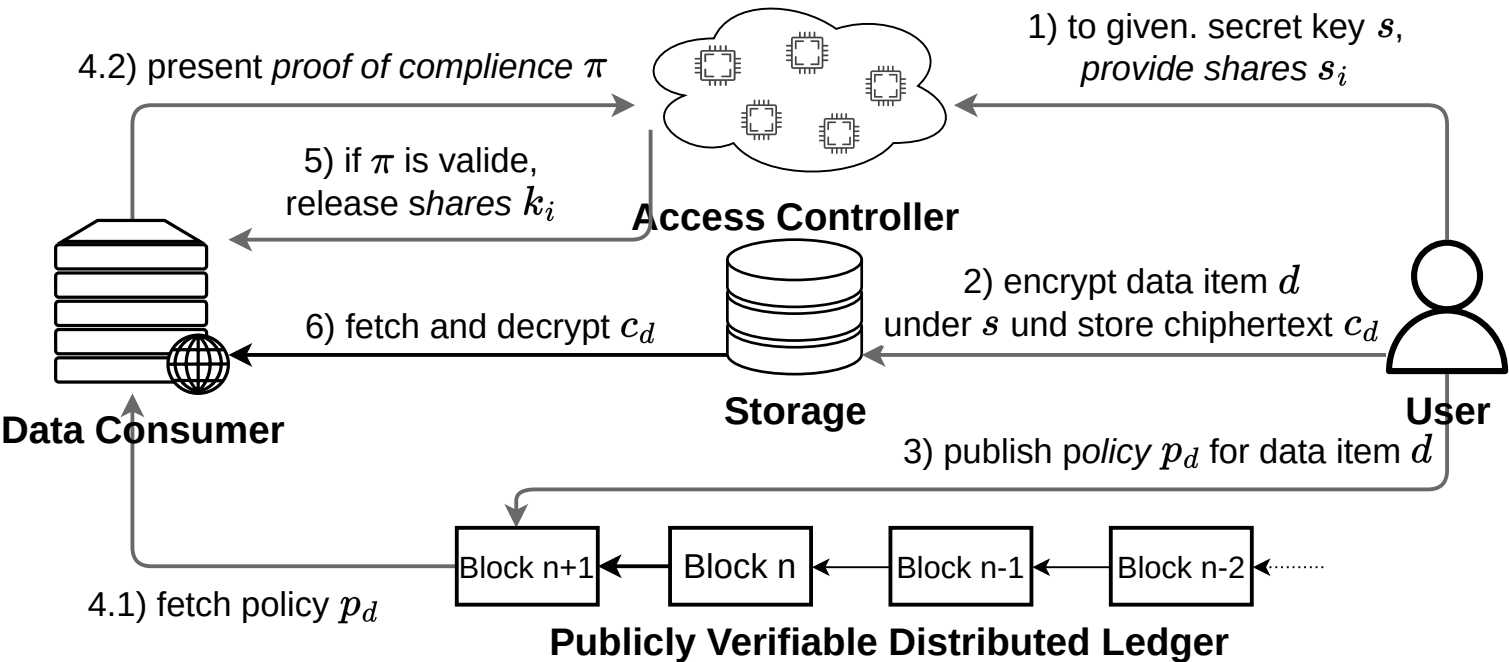 1) to given. secret key s,
provide shares s_i
4.2) present proof of complience π
5) if π is valide,
release shares k_i
Access Controller
2) encrypt data item d
under s und store chiphertext c_d
6) fetch and decrypt c_d
Storage
User
Data Consumer
3) publish policy p_d for data item d
Block n+1
Block n
Block n-1
Block n-2
4.1) fetch policy p_d
Publicly Verifiable Distributed Ledger